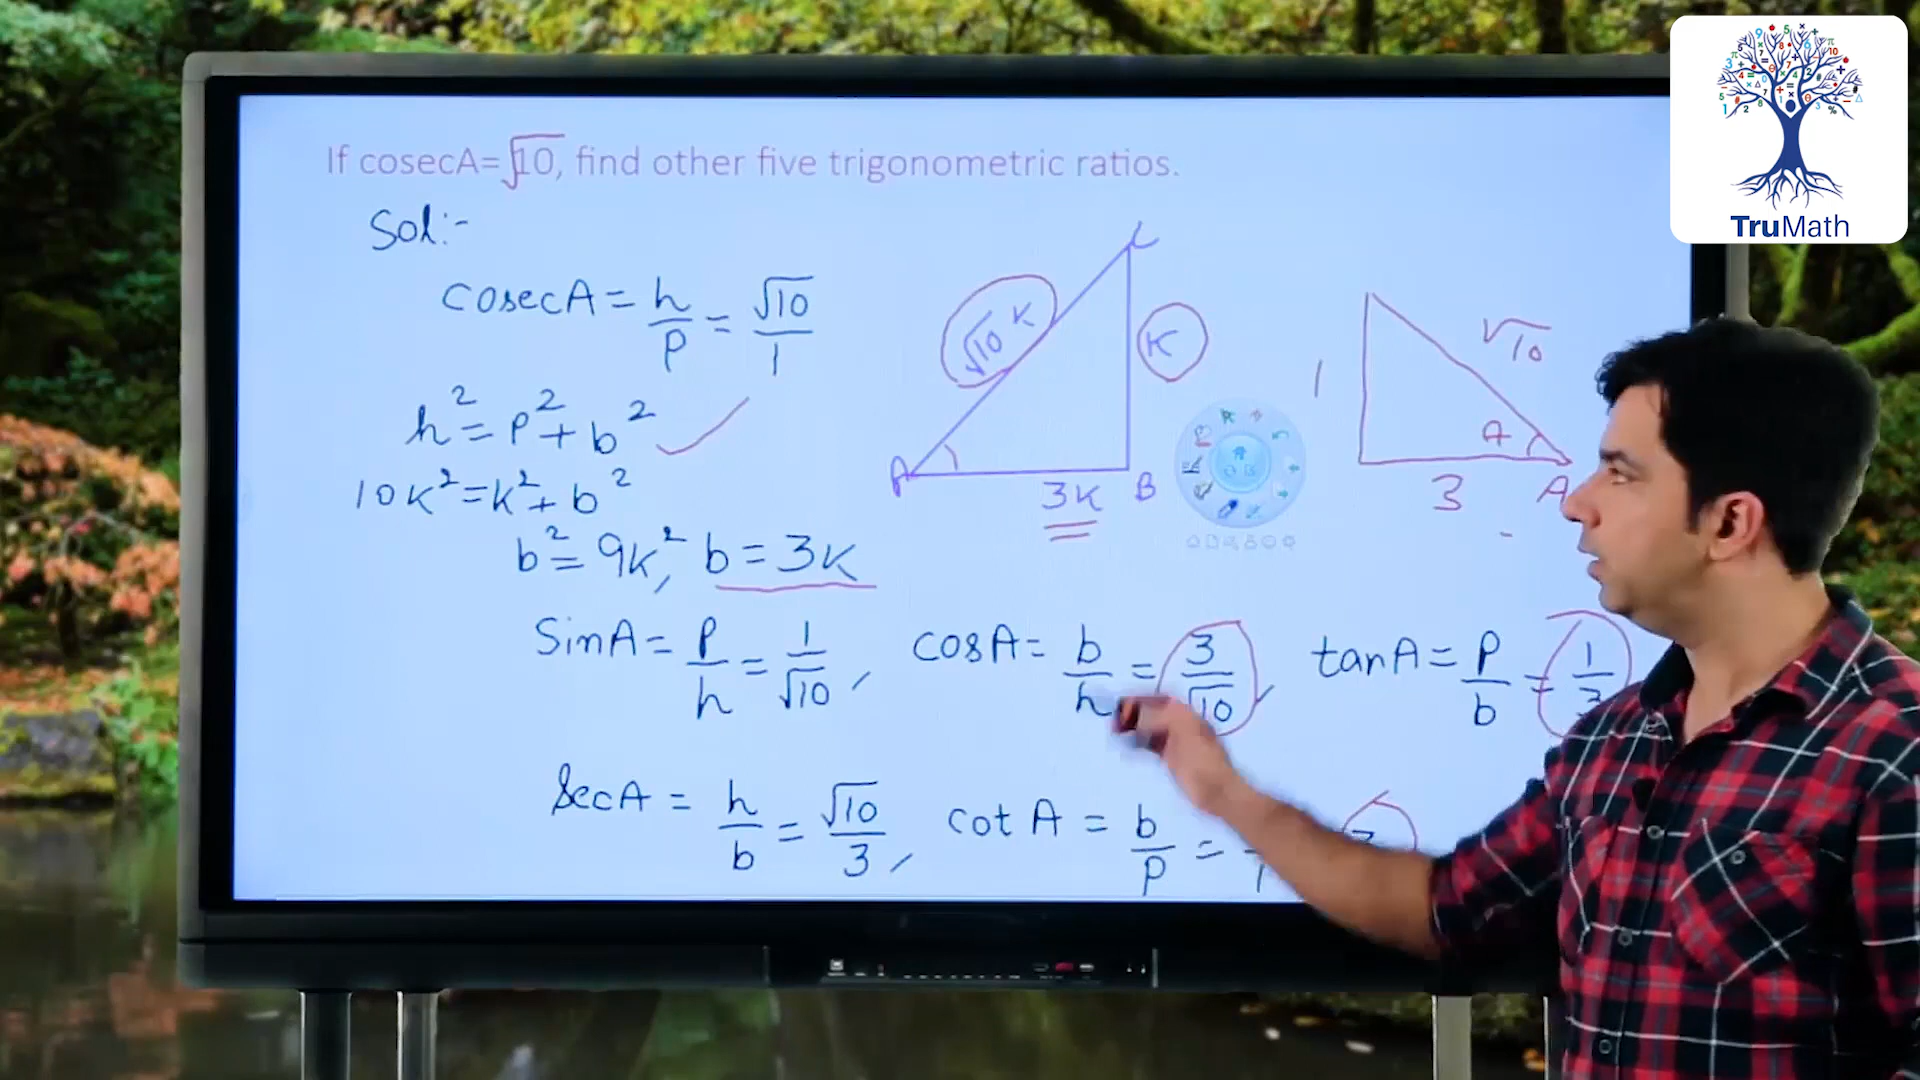 TruMath
If cosecA=√10, find other five trigonometric ratios.
Sol:-
cosecA = h/p = √10/1
h² = p² + b²
10k² = k² + b²
b² = 9k², b = 3k
C
√10 k
K
A
3k
B
1
√10
A
3
A
SinA = p/h = 1/√10, cosA = b/h = 3/√10, tanA = p/b = 1/3
SecA = h/b = √10/3, cot A = b/p =